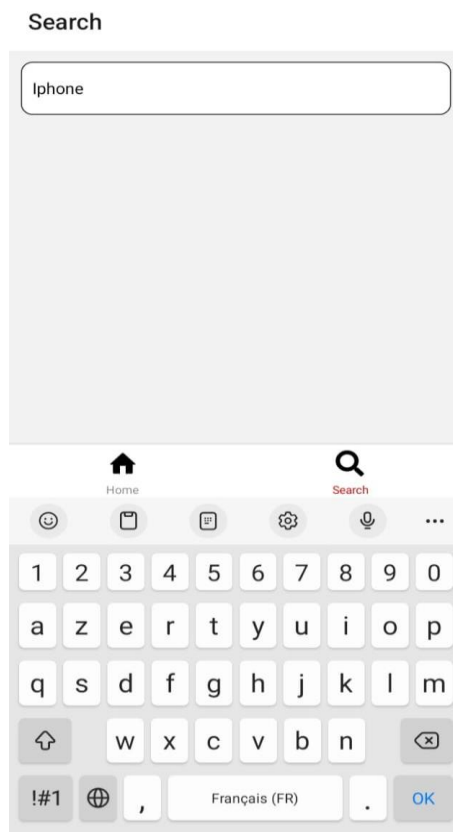 Search
Iphone
Home Search
1 2 3 4 5 6 7 8 9 0
a z e r t y u i o p
q s d f g h j k l m
w x c v b n
!#1 , Français (FR) . OK